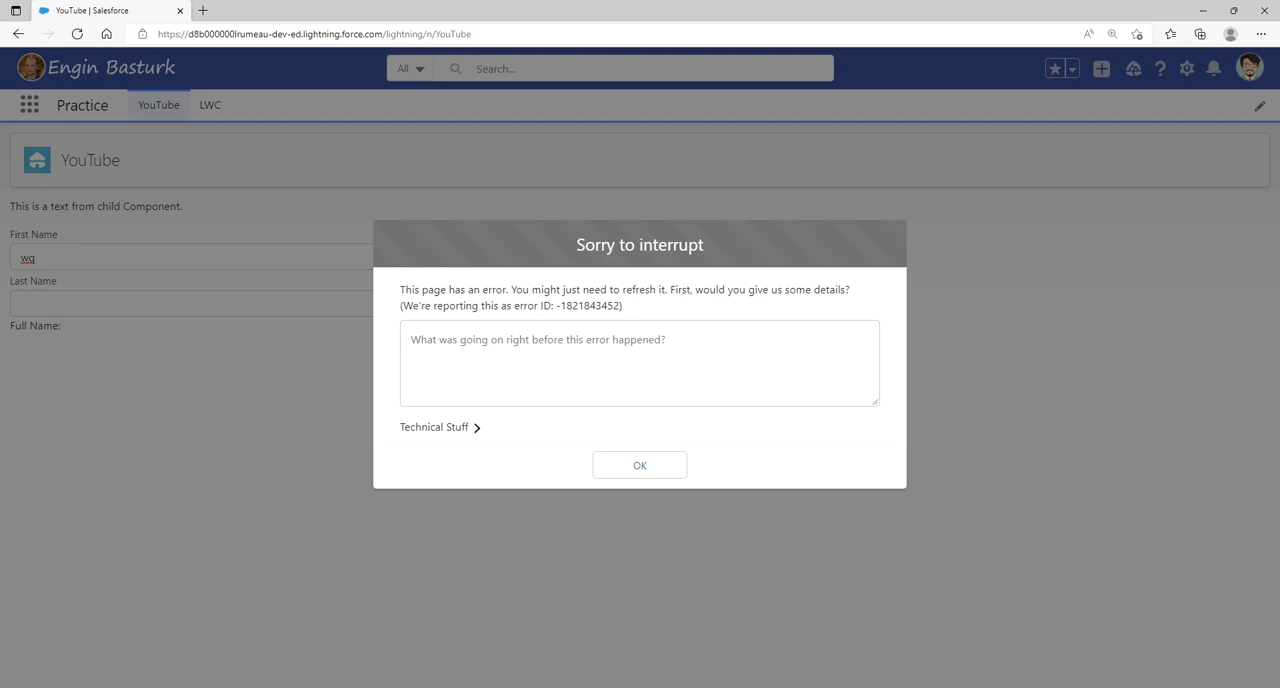 YouTube | Salesforce
https://d8b000000lrumeau-dev-ed.lightning.force.com/lightning/n/YouTube
Engin Basturk
All
Search...
Practice
YouTube
LWC
YouTube
This is a text from child Component.
First Name
wq
Last Name
Full Name:
Sorry to interrupt
This page has an error. You might just need to refresh it. First, would you give us some details?
(We're reporting this as error ID: -1821843452)
What was going on right before this error happened?
Technical Stuff
OK